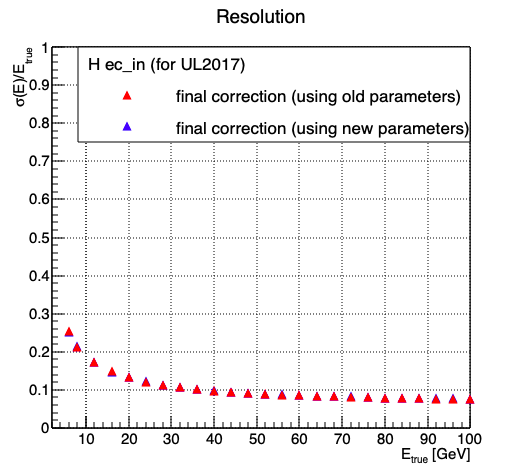 Resolution
σ(E)/E_true
H ec_in (for UL2017)
final correction (using old parameters)
final correction (using new parameters)
1
0.9
0.8
0.7
0.6
0.5
0.4
0.3
0.2
0.1
0
10 20 30 40 50 60 70 80 90 100
E_true [GeV]